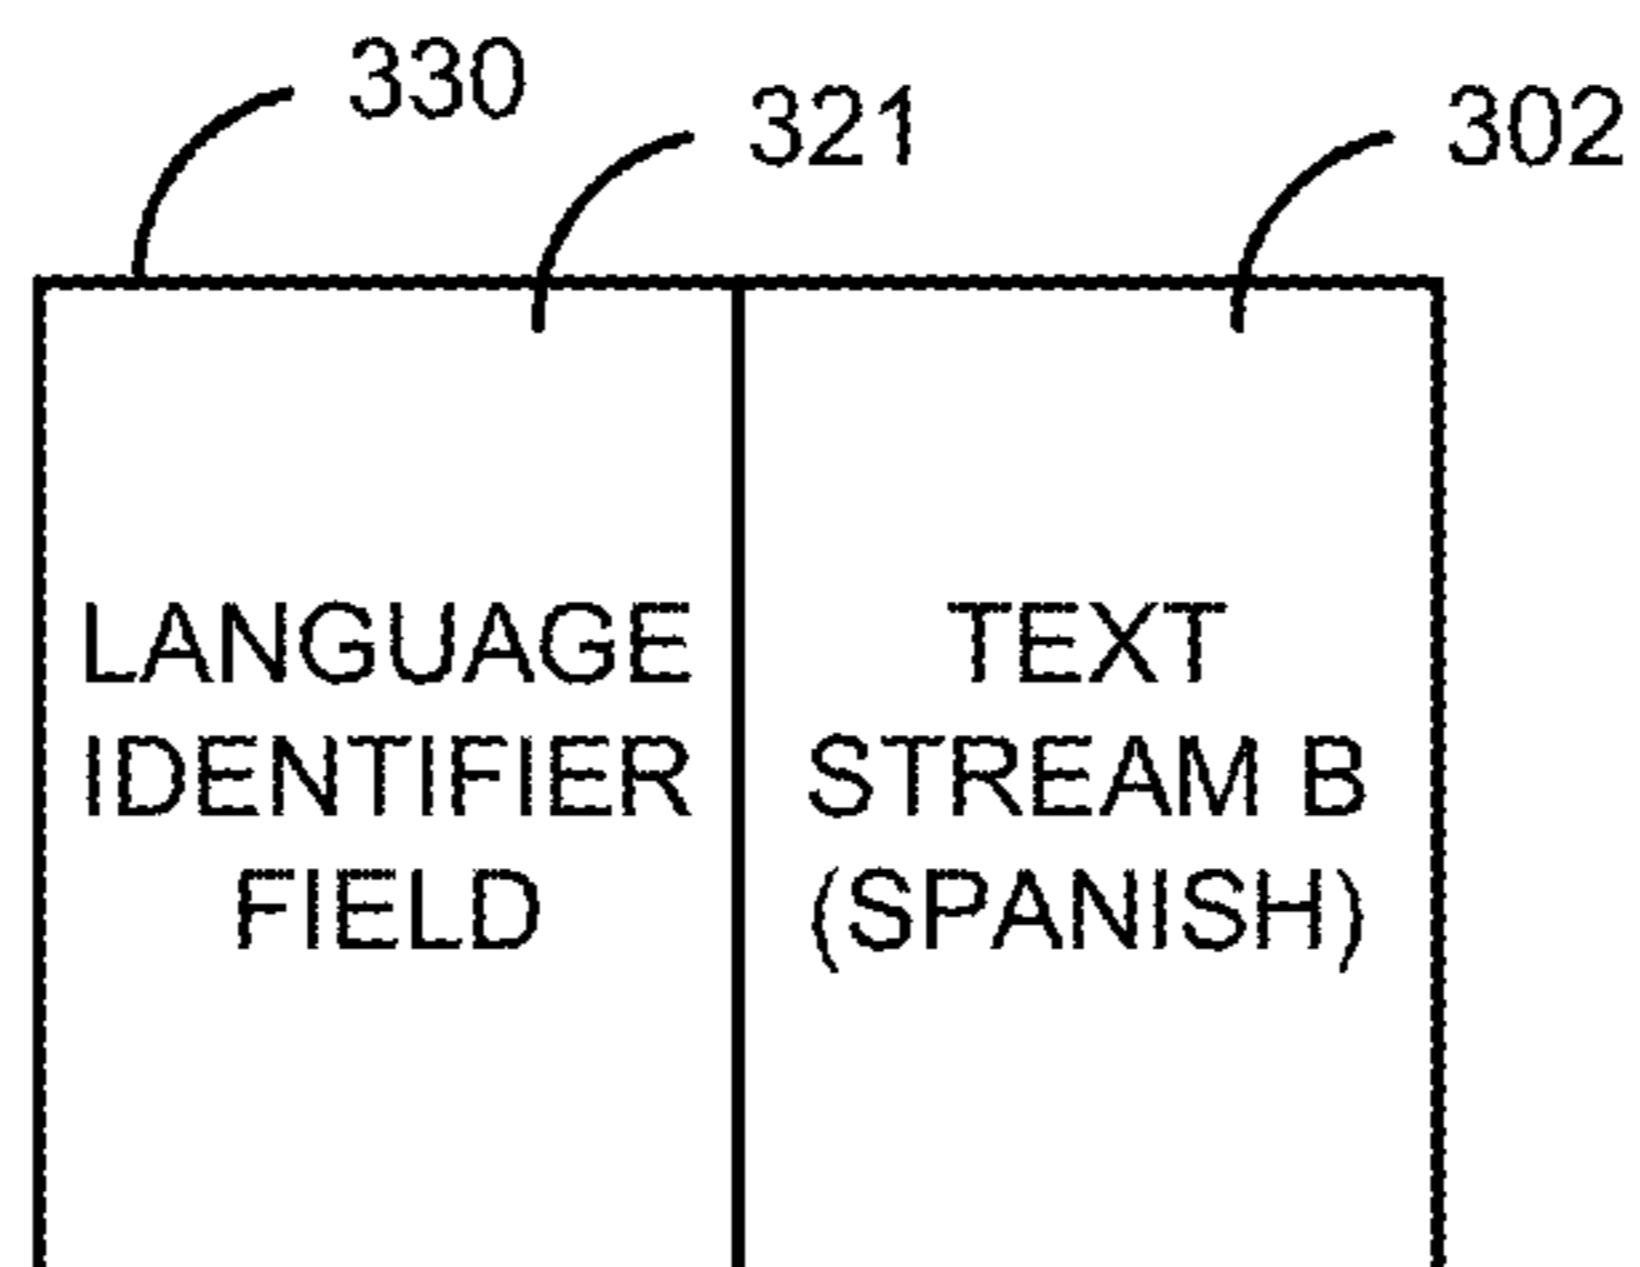 330
321
302
LANGUAGE
IDENTIFIER
FIELD
TEXT
STREAM B
(SPANISH)